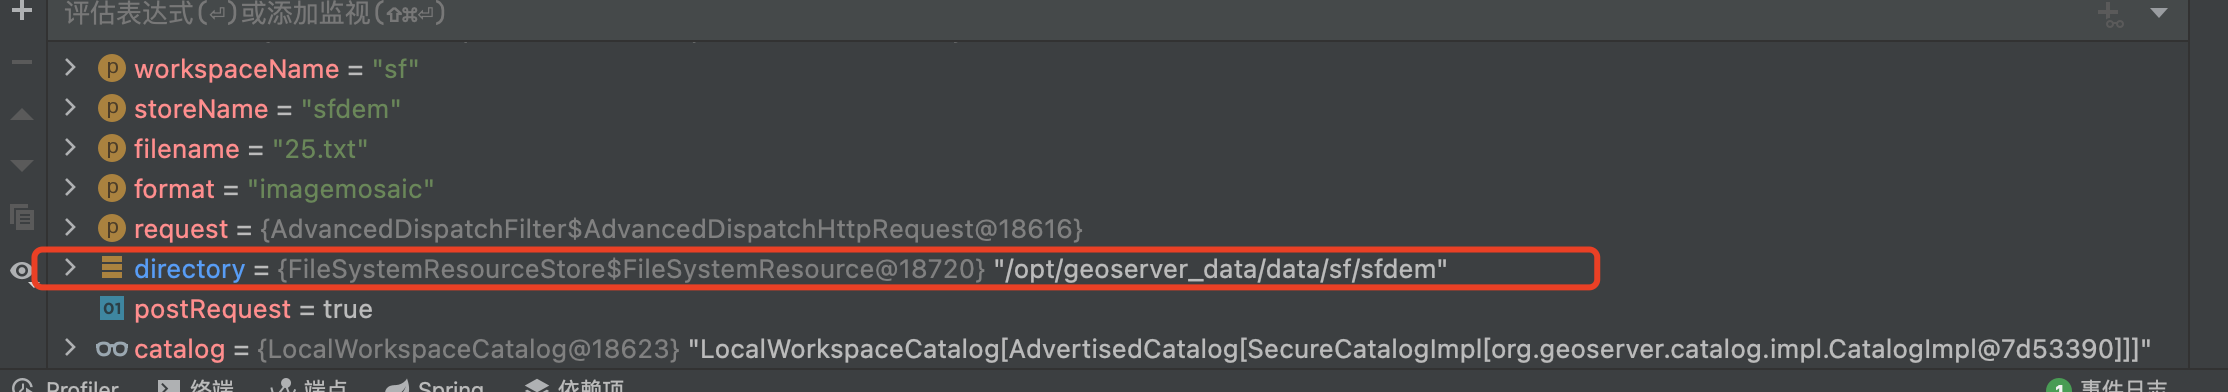 评估表达式(⏎)或添加监视(⇧⌘⏎)
workspaceName = "sf"
storeName = "sfdem"
filename = "25.txt"
format = "imagemosaic"
request = {AdvancedDispatchFilter$AdvancedDispatchHttpRequest@18616}
directory = {FileSystemResourceStore$FileSystemResource@18720} "/opt/geoserver_data/data/sf/sfdem"
postRequest = true
catalog = {LocalWorkspaceCatalog@18623} "LocalWorkspaceCatalog[AdvertisedCatalog[SecureCatalogImpl[org.geoserver.catalog.impl.CatalogImpl@7d53390]]]"
Profiler 终端 端点 Spring 依赖项 1 事件日志